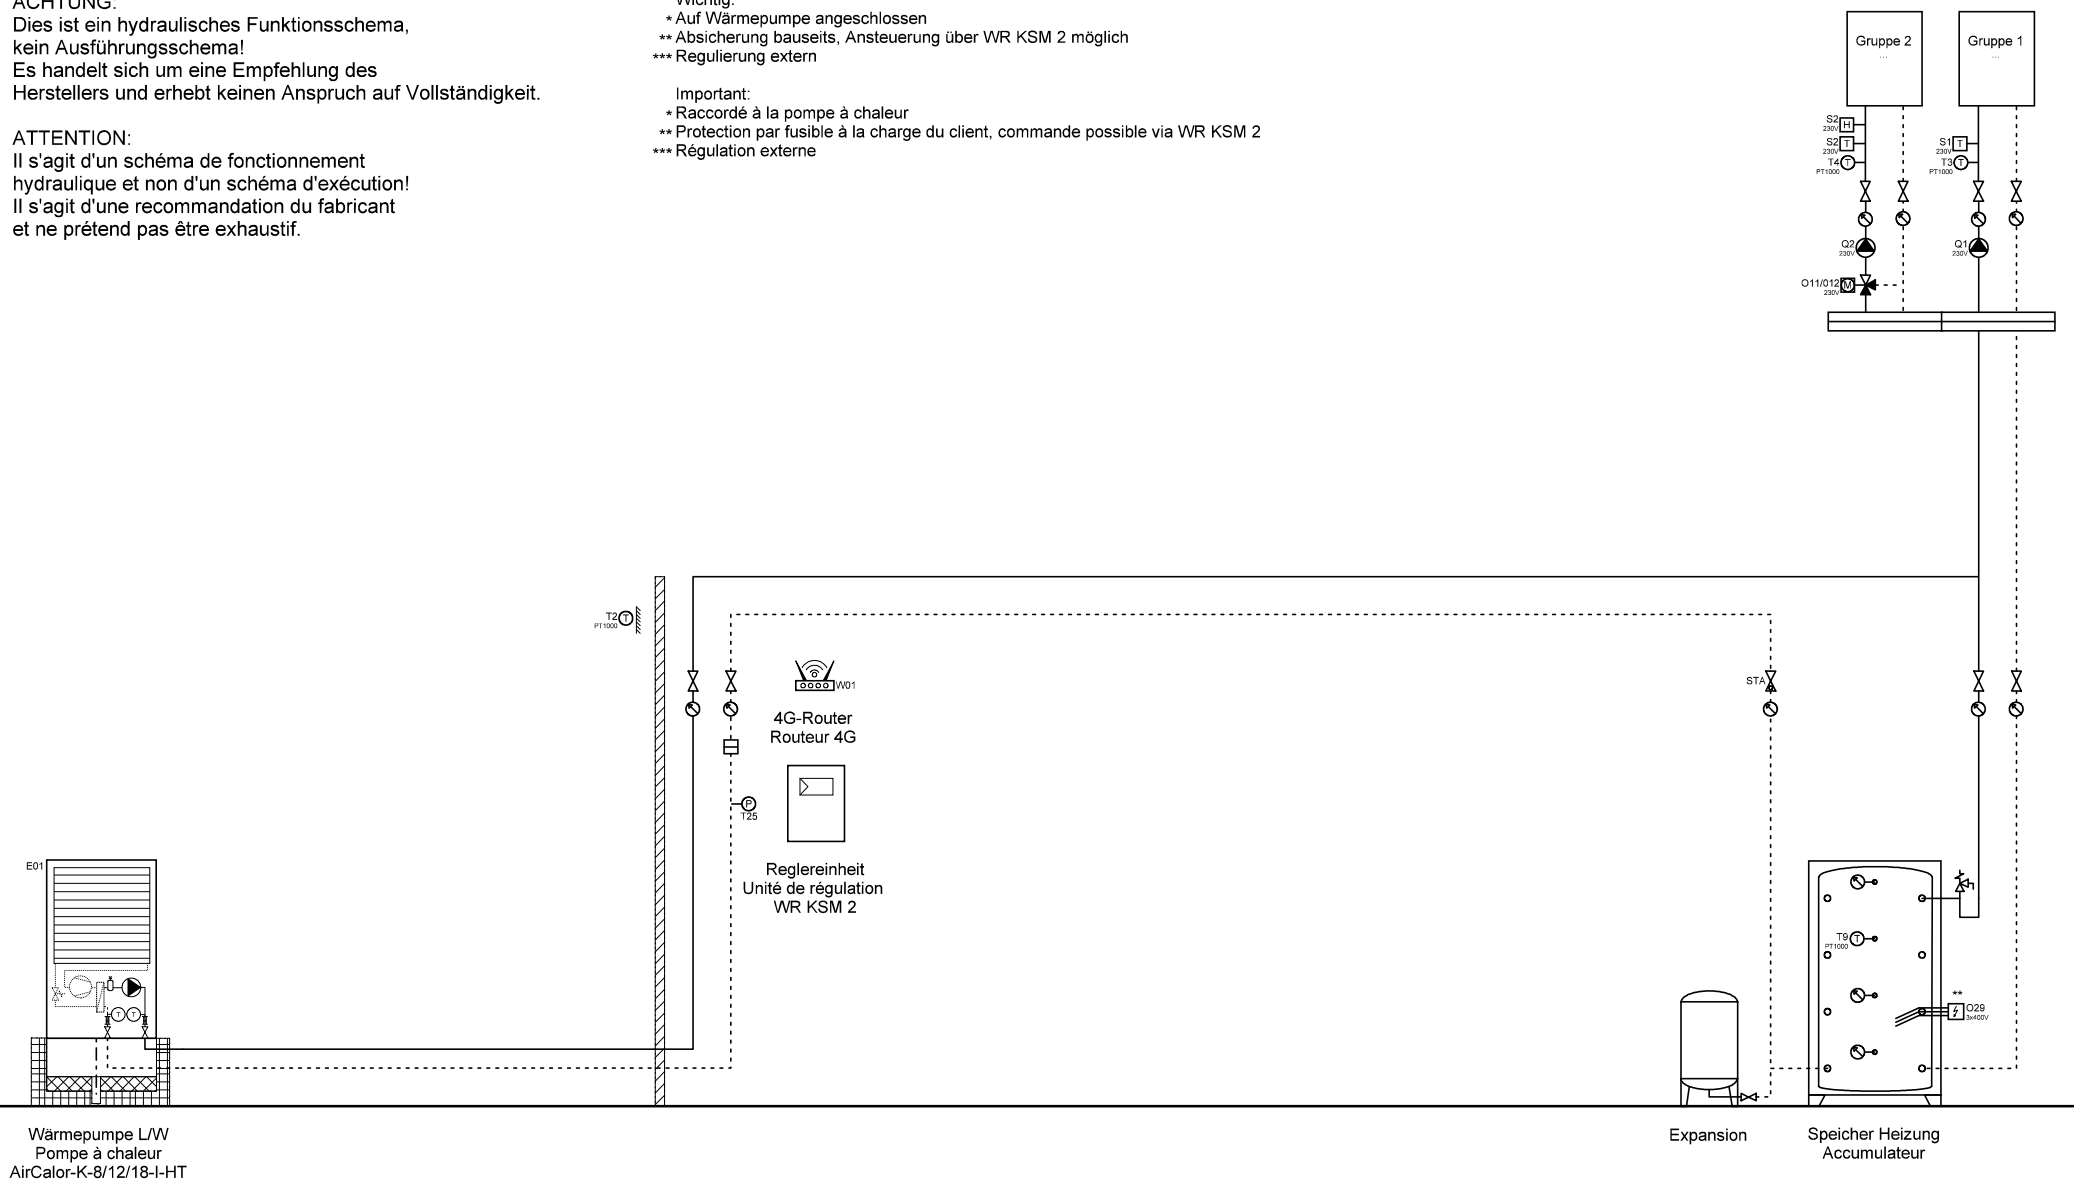 ACHTUNG:
Dies ist ein hydraulisches Funktionsschema,
kein Ausführungsschema!
Es handelt sich um eine Empfehlung des
Herstellers und erhebt keinen Anspruch auf Vollständigkeit.
ATTENTION:
Il s'agit d'un schéma de fonctionnement
hydraulique et non d'un schéma d'exécution!
Il s'agit d'une recommandation du fabricant
et ne prétend pas être exhaustif.
Wichtig:
* Auf Wärmepumpe angeschlossen
** Absicherung bauseits, Ansteuerung über WR KSM 2 möglich
*** Regulierung extern
Important:
* Raccordé à la pompe à chaleur
** Protection par fusible à la charge du client, commande possible via WR KSM 2
*** Régulation externe
Gruppe 2
...
Gruppe 1
...
S2
230V
H
S2
230V
T
T4
PT1000
T
S1
230V
T
T3
PT1000
T
Q2
230V
Q1
230V
O11/012
230V
M
T2
PT1000
T
W01
4G-Router
Routeur 4G
STA
P
T25
Reglereinheit
Unité de régulation
WR KSM 2
E01
T
T
T9
PT1000
T
**
O29
3x400V
Wärmepumpe L/W
Pompe à chaleur
AirCalor-K-8/12/18-I-HT
Expansion
Speicher Heizung
Accumulateur